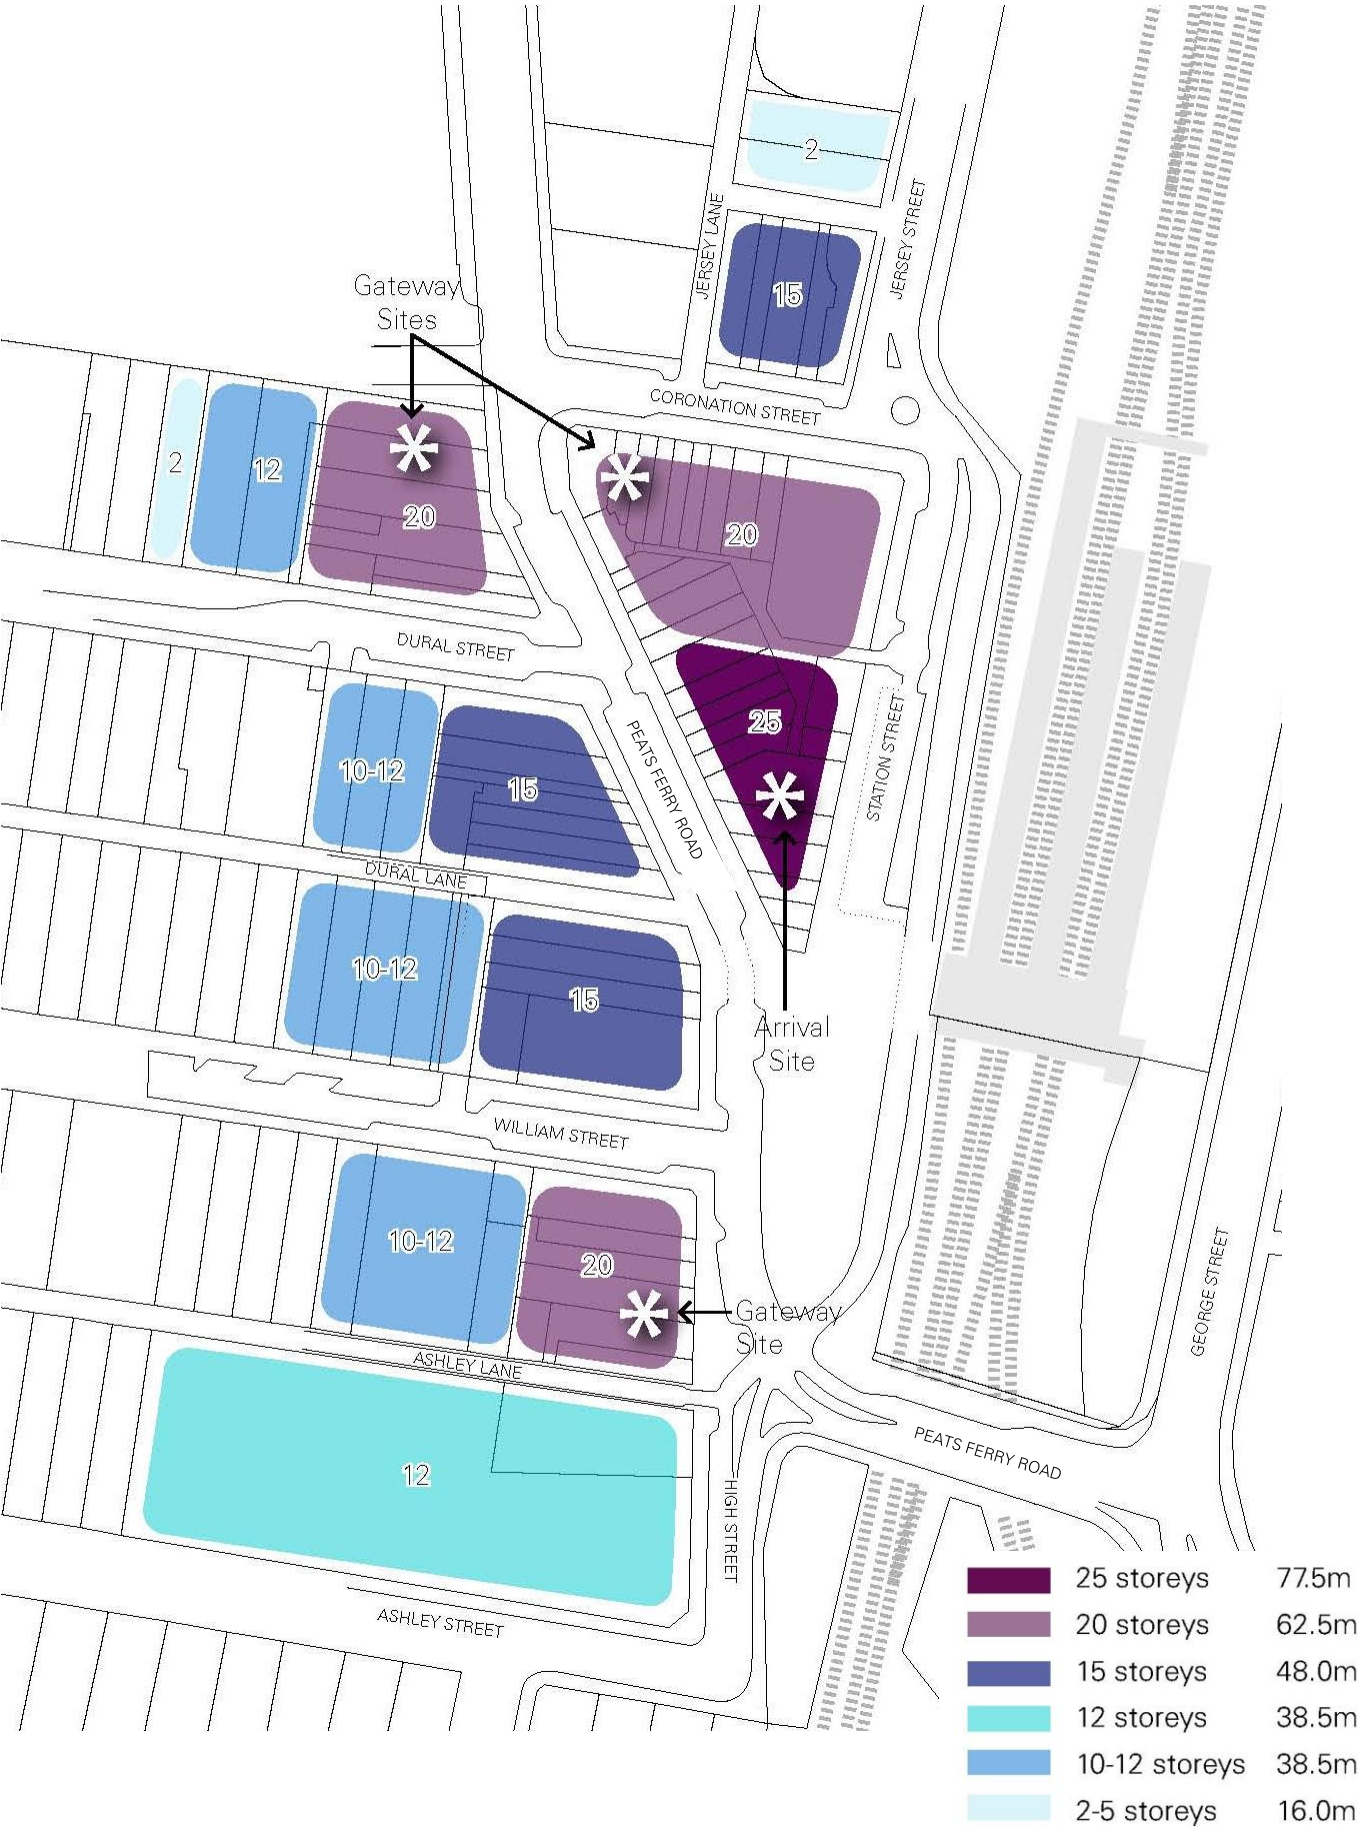 2
JERSEY LANE
JERSEY STREET
15
Gateway
Sites
CORONATION STREET
2
12
20
20
DURAL STREET
25
PEATS FERRY ROAD
STATION STREET
10-12
15
DURAL LANE
10-12
15
Arrival
Site
WILLIAM STREET
10-12
20
Gateway
Site
GEORGE STREET
ASHLEY LANE
PEATS FERRY ROAD
12
HIGH STREET
ASHLEY STREET
25 storeys 77.5m
20 storeys 62.5m
15 storeys 48.0m
12 storeys 38.5m
10-12 storeys 38.5m
2-5 storeys 16.0m